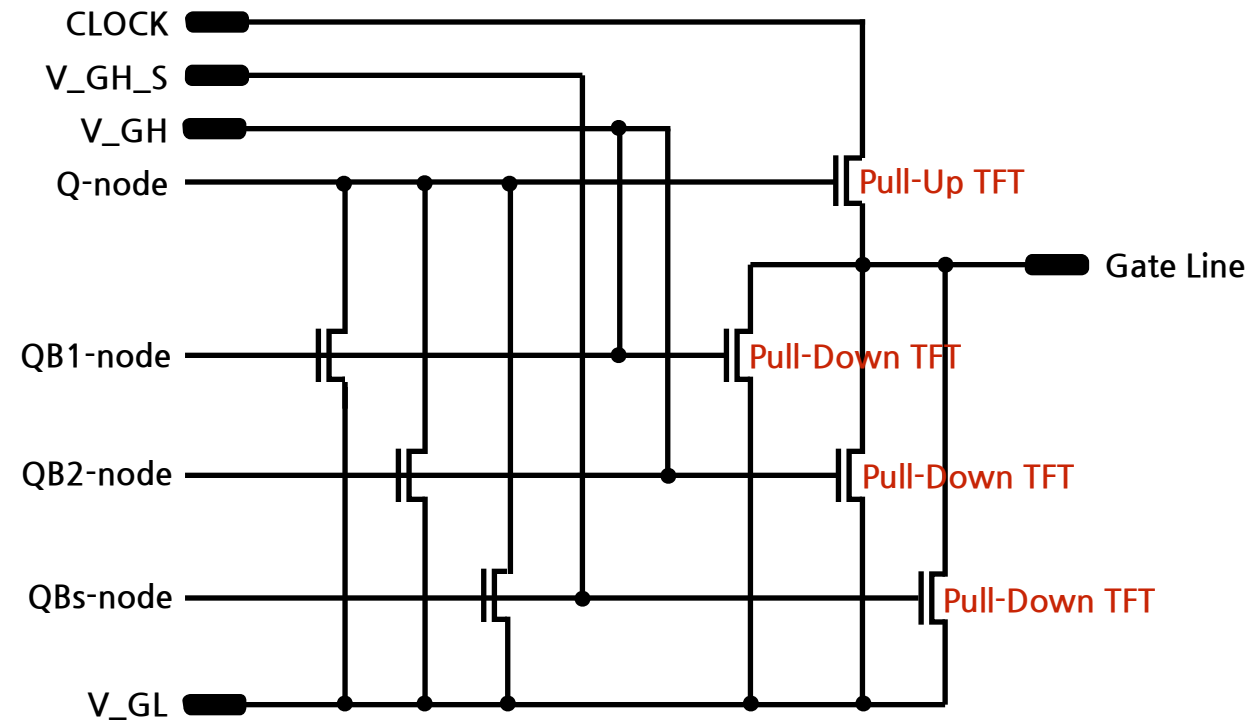 CLOCK
V_GH_S
V_GH
Q-node
Pull-Up TFT
Gate Line
QB1-node
Pull-Down TFT
QB2-node
Pull-Down TFT
QBs-node
Pull-Down TFT
V_GL